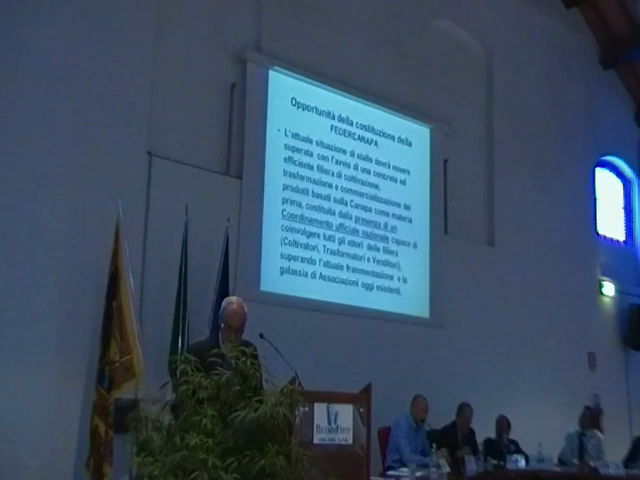 Opportunità della costituzione della
FEDERCANAPA
• L'attuale situazione di stallo dovrà essere
superata con l'avvio di una concreta ed
efficiente filiera di coltivazione,
trasformazione e commercializzazione dei
prodotti basati sulla Canapa come materia
prima, costituita dalla presenza di un
Coordinamento ufficiale nazionale capace di
coinvolgere tutti gli attori della filiera
(Coltivatori, Trasformatori e Venditori),
superando l'attuale frammentazione e la
galassia di Associazioni oggi esistenti.